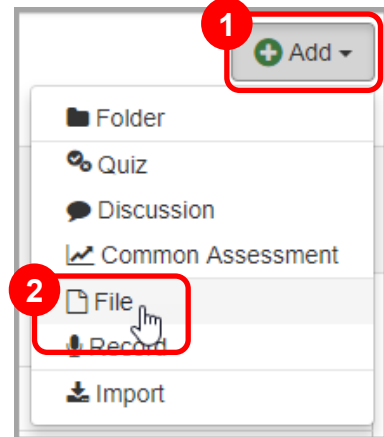 1
Add
Folder
Quiz
Discussion
Common Assessment
2
File
Record
Import